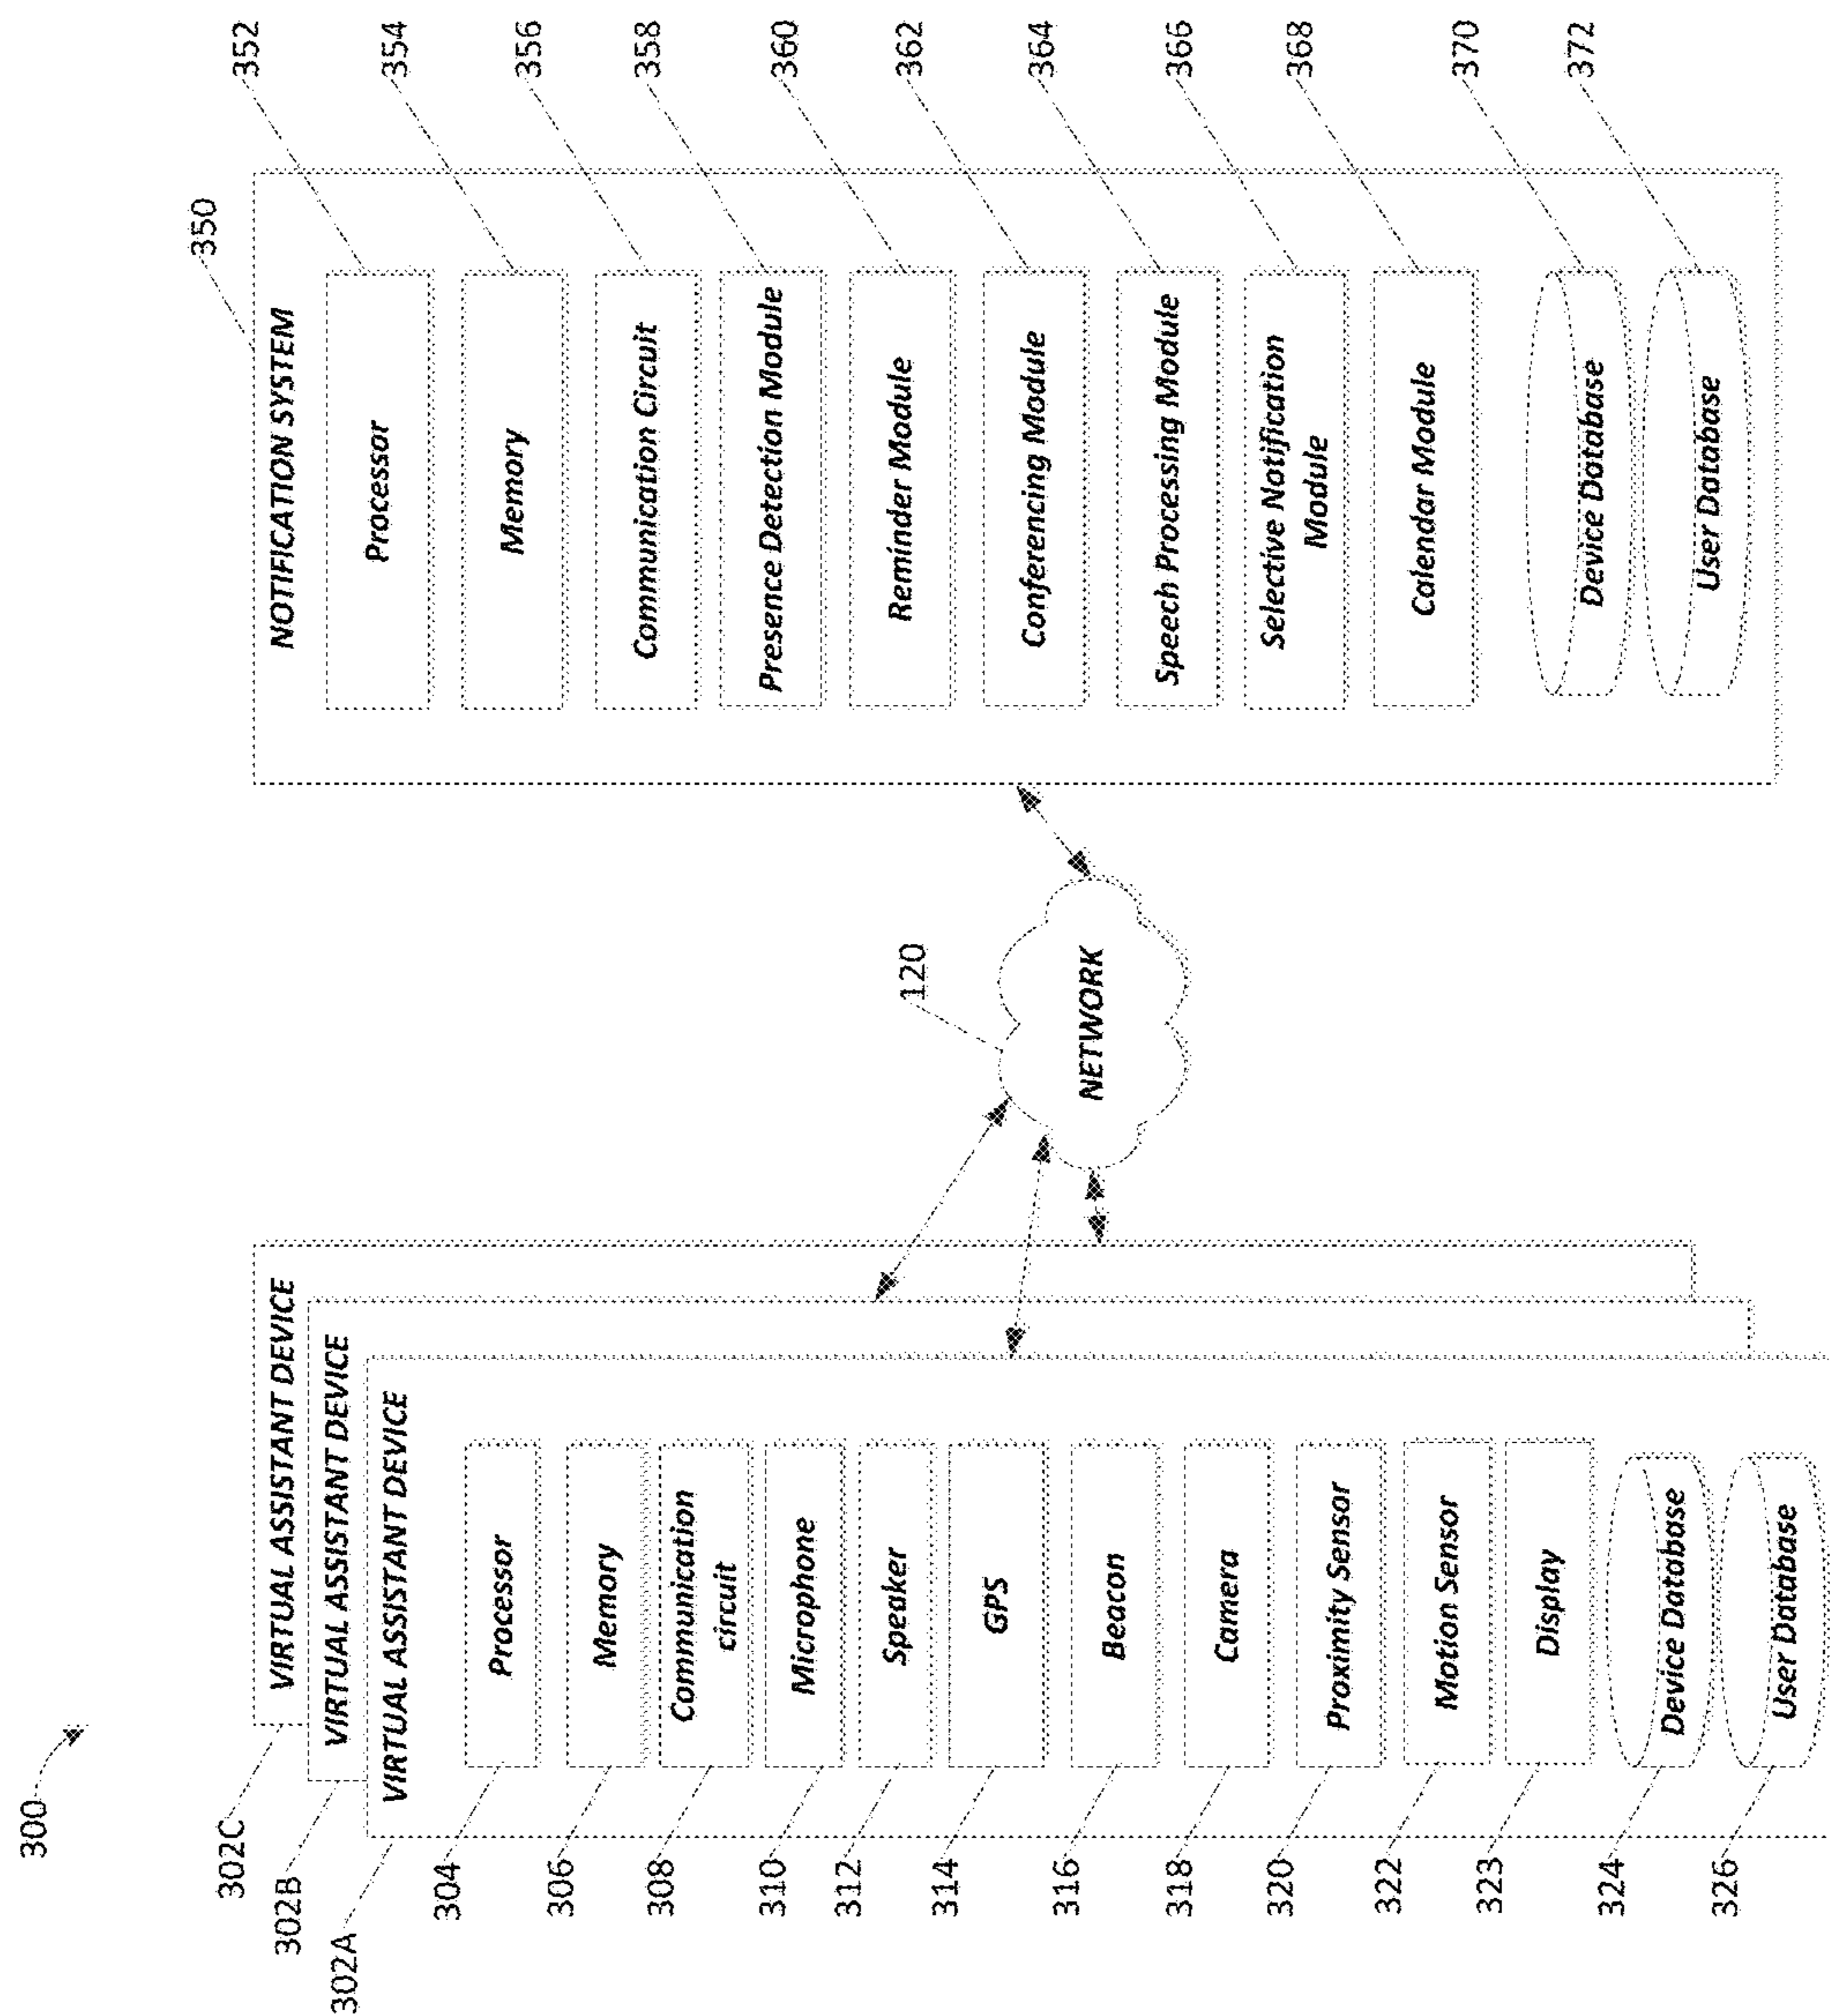 300
302C
302B
302A
VIRTUAL ASSISTANT DEVICE
VIRTUAL ASSISTANT DEVICE
VIRTUAL ASSISTANT DEVICE
304
Processor
306
Memory
308
Communication
circuit
310
Microphone
312
Speaker
314
GPS
316
Beacon
318
Camera
320
Proximity Sensor
322
Motion Sensor
323
Display
324
Device Database
326
User Database
120
NETWORK
350
NOTIFICATION SYSTEM
Processor
352
Memory
354
Communication Circuit
356
Presence Detection Module
358
Reminder Module
360
Conferencing Module
362
Speech Processing Module
364
Selective Notification
Module
366
Calendar Module
368
Device Database
370
User Database
372